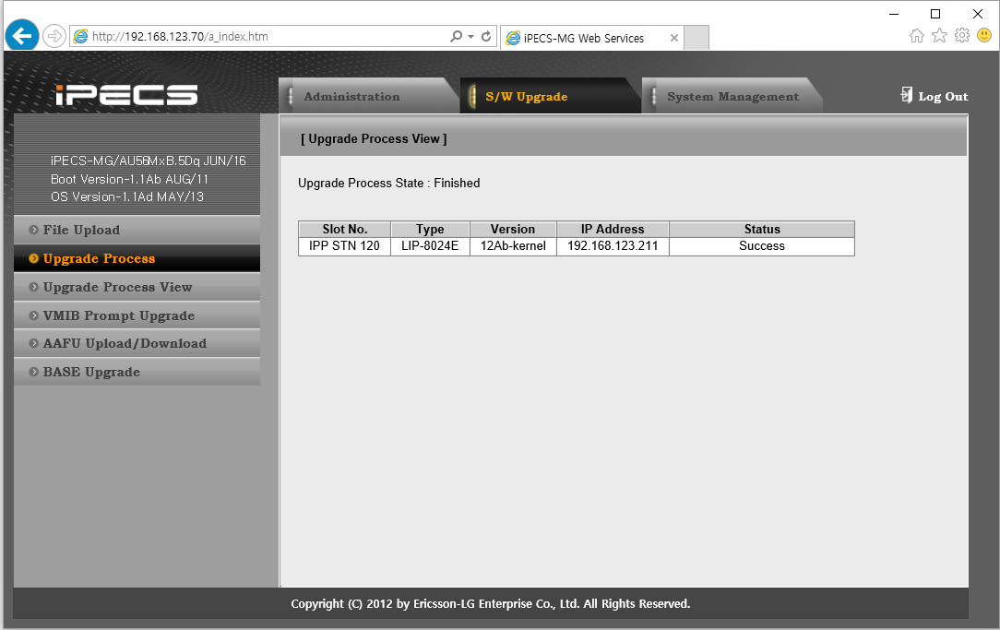 http://192.168.123.70/a_index.htm
iPECS-MG Web Services
iPECS
Administration
S/W Upgrade
System Management
Log Out
iPECS-MG/AU56MxB.5Dq JUN/16
Boot Version-1.1Ab AUG/11
OS Version-1.1Ad MAY/13
File Upload
Upgrade Process
Upgrade Process View
VMIB Prompt Upgrade
AAFU Upload/Download
BASE Upgrade
[ Upgrade Process View ]
Upgrade Process State : Finished
Slot No. Type Version IP Address Status
IPP STN 120 LIP-8024E 12Ab-kernel 192.168.123.211 Success
Copyright (C) 2012 by Ericsson-LG Enterprise Co., Ltd. All Rights Reserved.